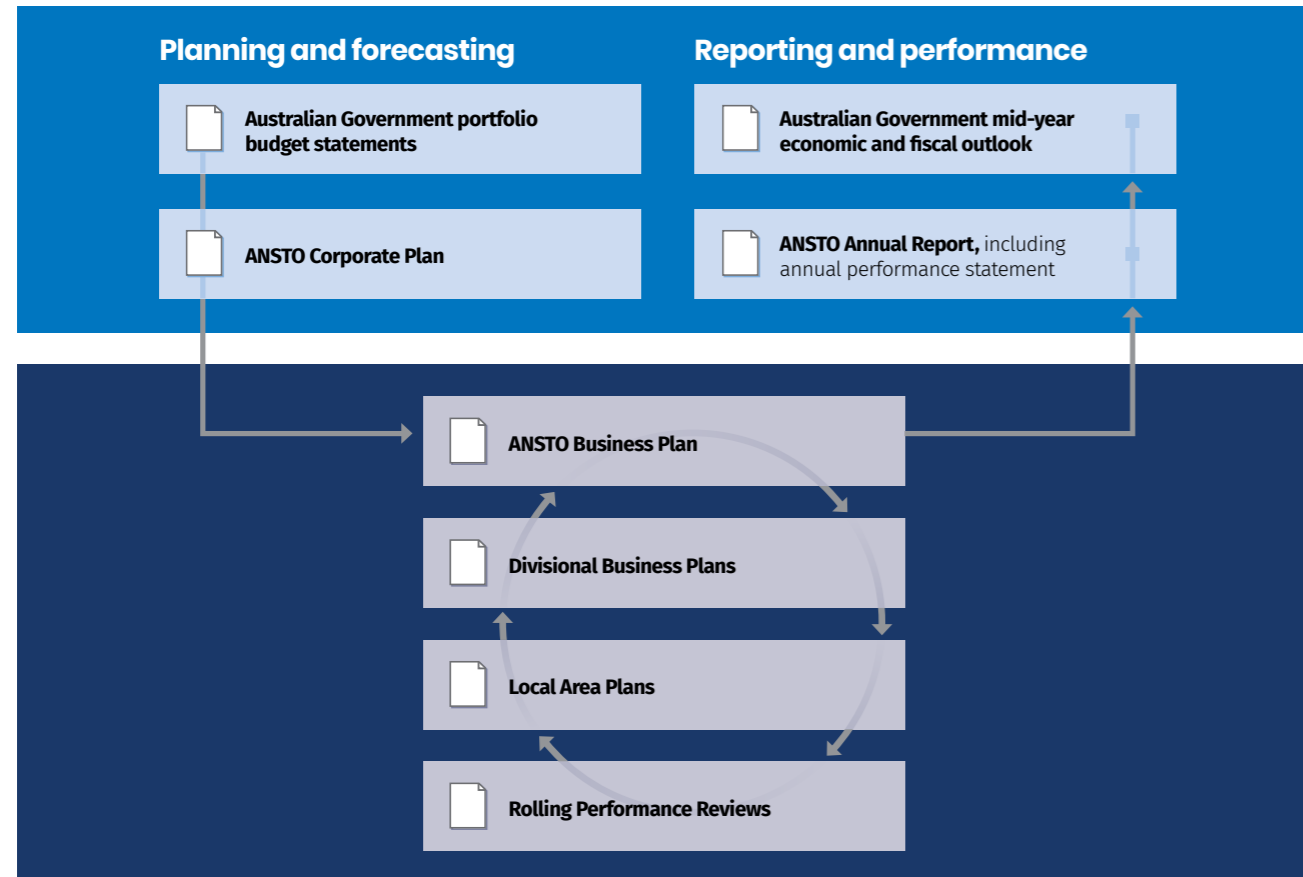 Planning and forecasting
Australian Government portfolio
budget statements
ANSTO Corporate Plan
Reporting and performance
Australian Government mid-year
economic and fiscal outlook
ANSTO Annual Report, including
annual performance statement
ANSTO Business Plan
Divisional Business Plans
Local Area Plans
Rolling Performance Reviews